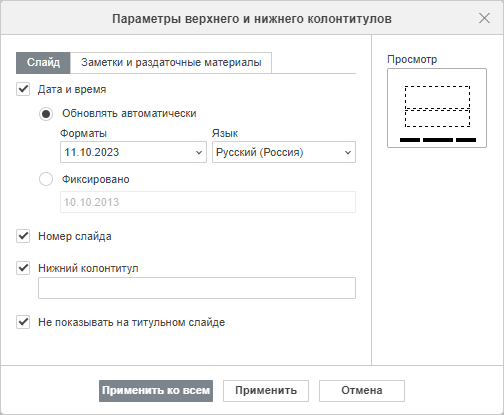 Параметры верхнего и нижнего колонтитулов
Слайд Заметки и раздаточные материалы
Просмотр
Дата и время
Обновлять автоматически
Форматы Язык
11.10.2023 Русский (Россия)
Фиксировано
10.10.2013
Номер слайда
Нижний колонтитул
Не показывать на титульном слайде
Применить ко всем Применить Отмена